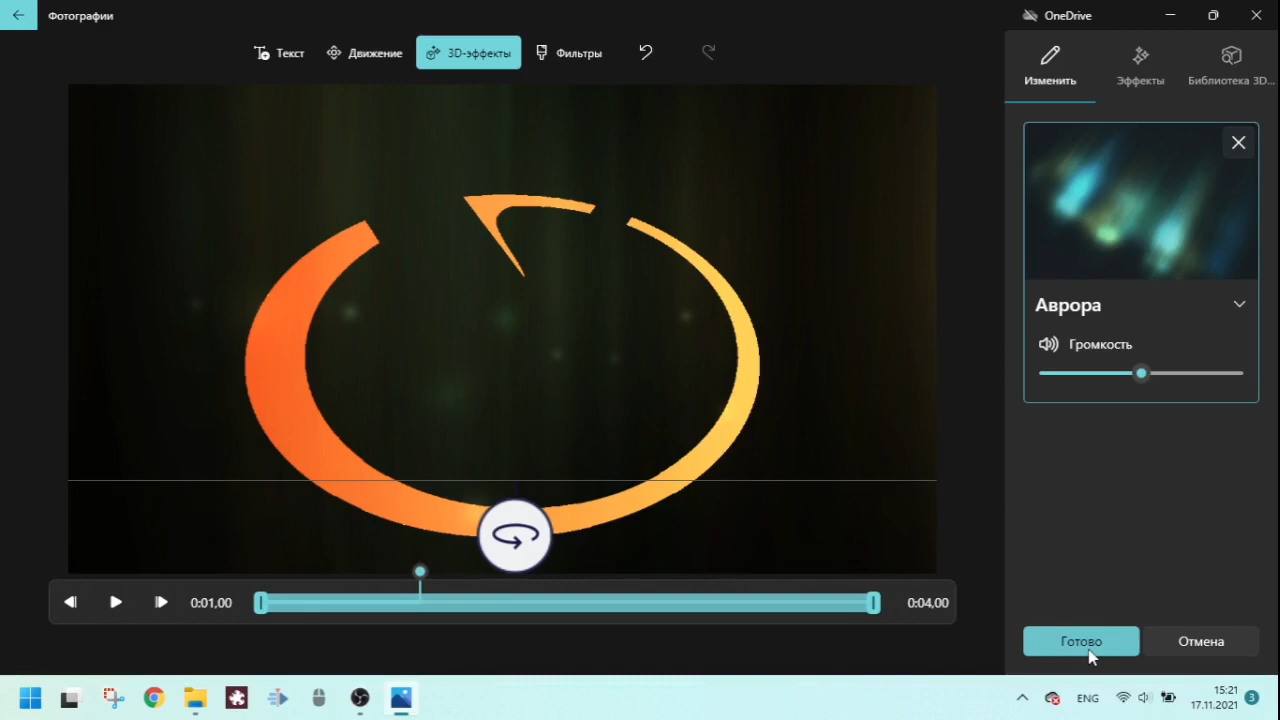 Фотографии
OneDrive
Текст
Движение
3D-эффекты
Фильтры
Изменить
Эффекты
Библиотека 3D...
Аврора
Громкость
0:01,00
0:04,00
Готово
Отмена
ENG
15:21
17.11.2021
3